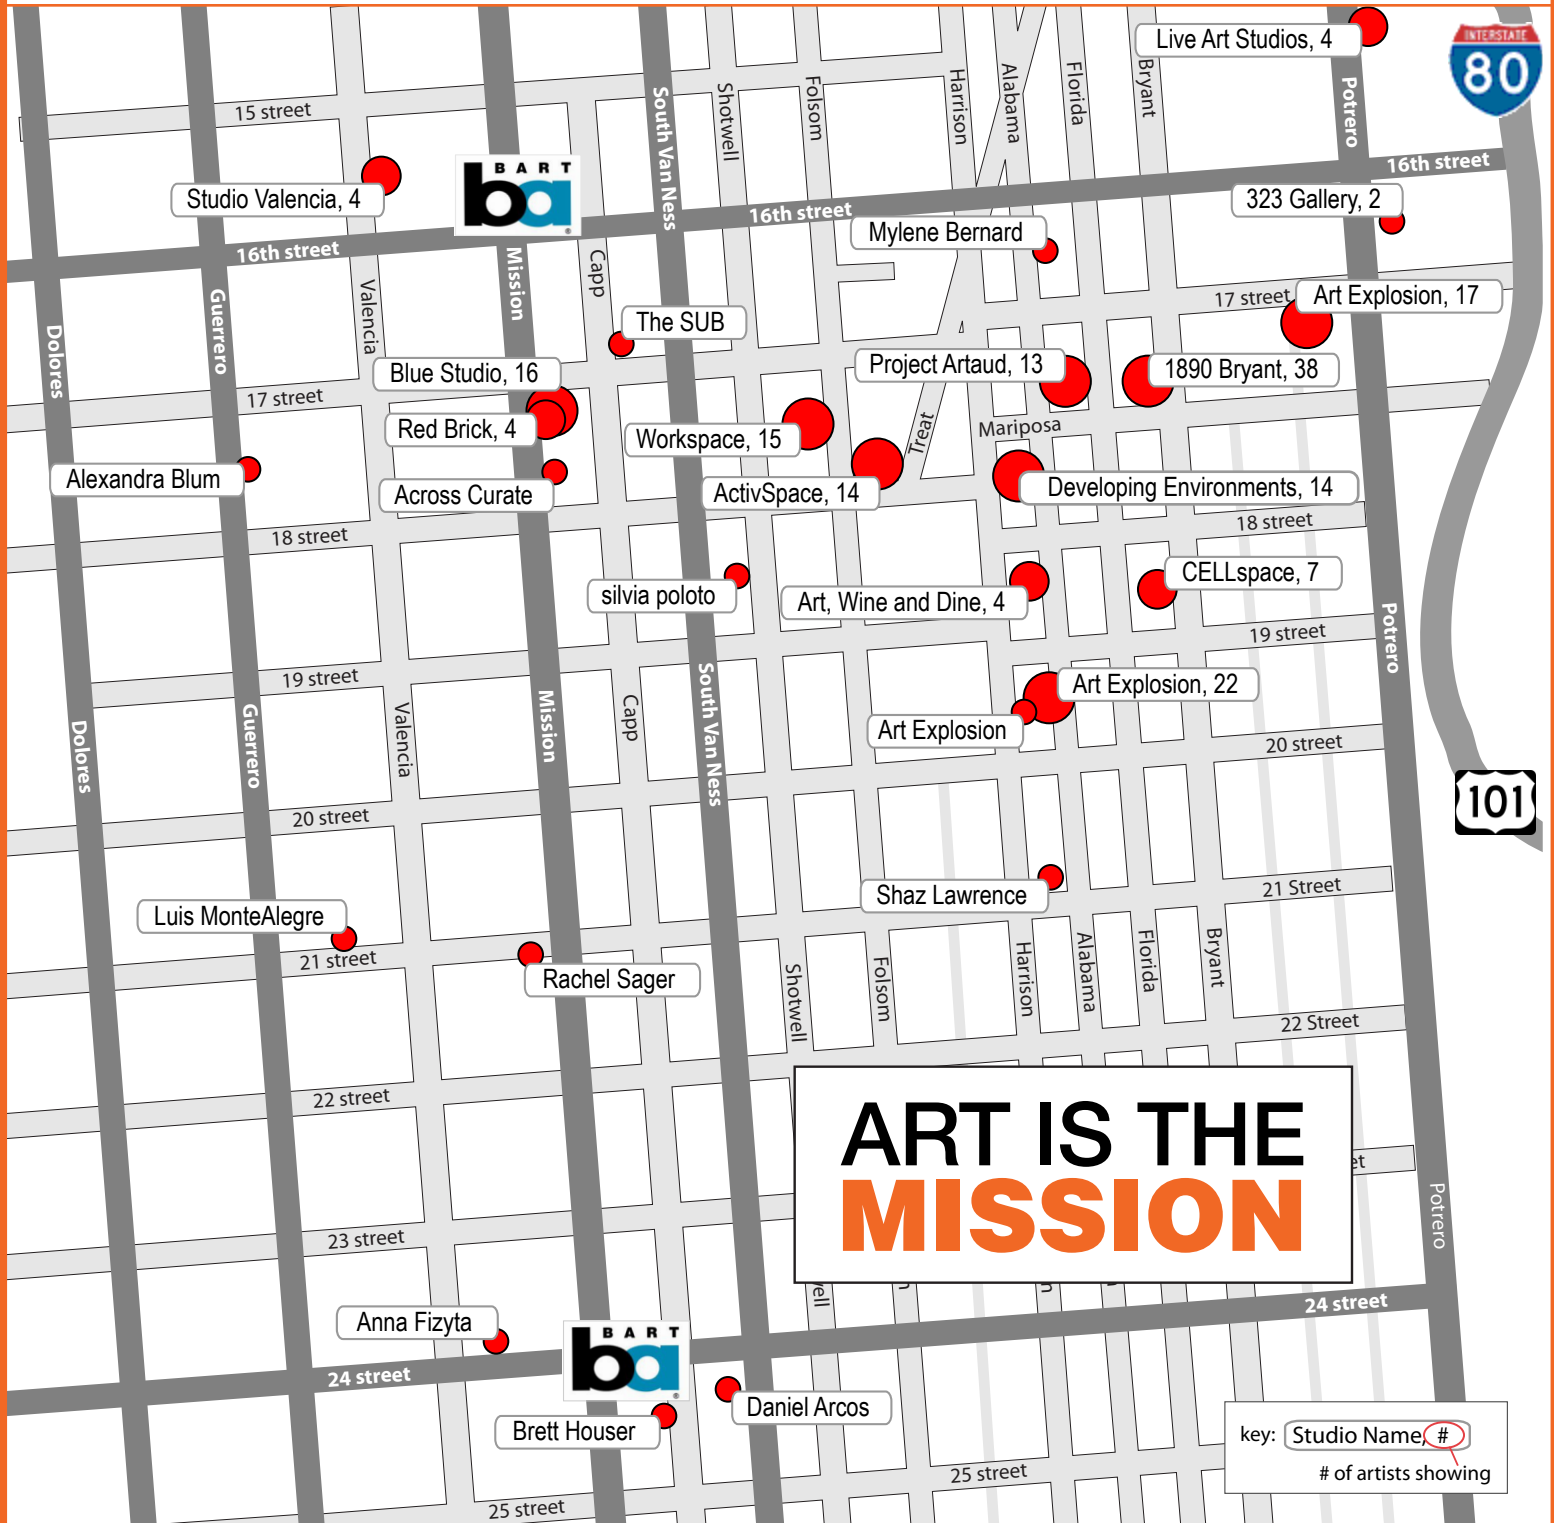 Live Art Studios, 4
INTERSTATE
80
15 street
South Van Ness
Shotwell
Folsom
Harrison
Alabama
Florida
Bryant
Potrero
BART
ba
16th street
Studio Valencia, 4
323 Gallery, 2
16th street
Mylene Bernard
16th street
Mission
Capp
Valencia
Guerrero
Dolores
17 street
Art Explosion, 17
The SUB
Blue Studio, 16
Project Artaud, 13
1890 Bryant, 38
17 street
Red Brick, 4
Workspace, 15
Treat
Mariposa
Alexandra Blum
Across Curate
ActivSpace, 14
Developing Environments, 14
18 street
18 street
silvia poloto
Art, Wine and Dine, 4
CELLspace, 7
19 street
Potrero
19 street
Art Explosion, 22
Art Explosion
Dolores
Guerrero
Valencia
Mission
Capp
South Van Ness
20 street
101
20 street
Shaz Lawrence
21 Street
Luis MonteAlegre
21 street
Rachel Sager
Shotwell
Folsom
Harrison
Alabama
Florida
Bryant
22 Street
22 street
ART IS THE
MISSION
et
Potrero
23 street
ell
n
n
24 street
Anna Fizyta
BART
ba
24 street
Daniel Arcos
Brett Houser
key: Studio Name, #
# of artists showing
25 street
25 street